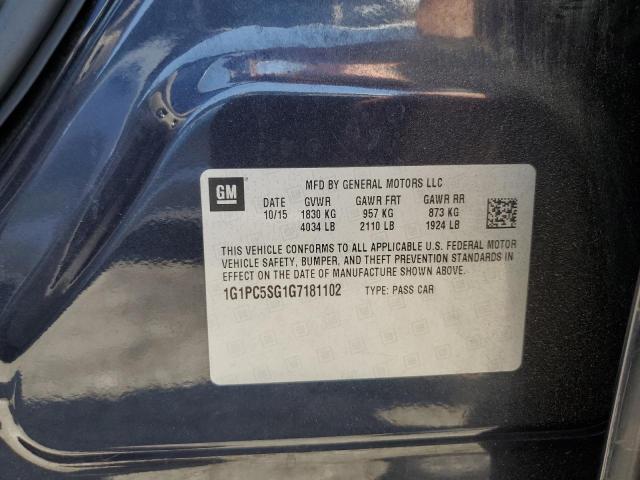 GM
MFD BY GENERAL MOTORS LLC
DATE GVWR GAWR FRT GAWR RR
10/15 1830 KG 957 KG 873 KG
4034 LB 2110 LB 1924 LB
THIS VEHICLE CONFORMS TO ALL APPLICABLE U.S. FEDERAL MOTOR
VEHICLE SAFETY, BUMPER, AND THEFT PREVENTION STANDARDS IN
EFFECT ON THE DATE OF MANUFACTURE SHOWN ABOVE.
1G1PC5SG1G7181102 TYPE: PASS CAR